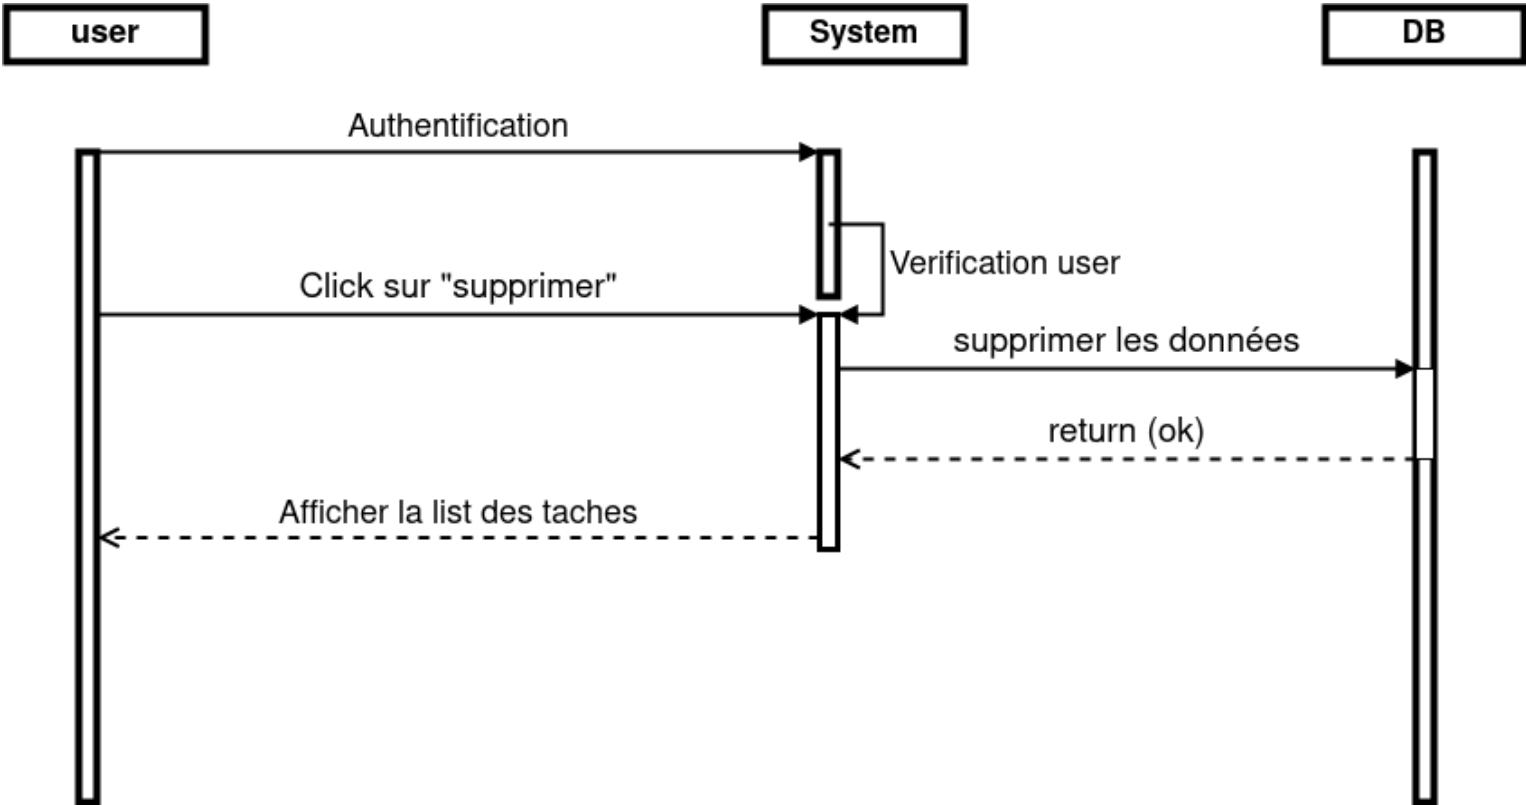 user
System
DB
Authentification
Verification user
Click sur "supprimer"
supprimer les données
return (ok)
Afficher la list des taches